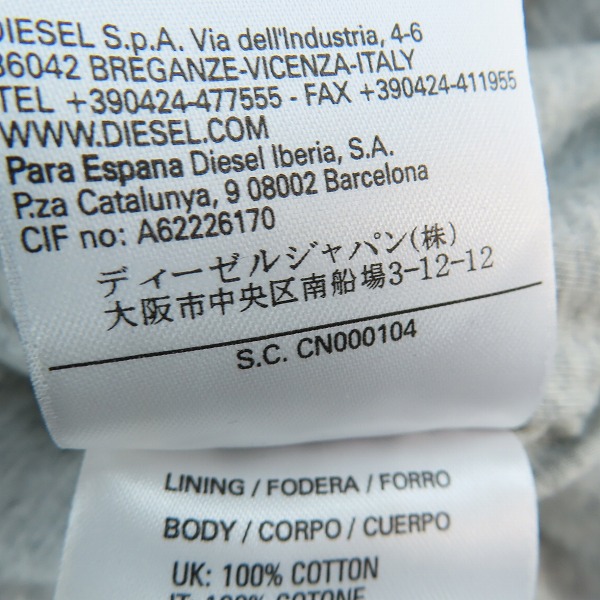 DIESEL S.p.A. Via dell'Industria, 4-6
36042 BREGANZE-VICENZA-ITALY
TEL +390424-477555 - FAX +390424-411955
WWW.DIESEL.COM
Para Espana Diesel Iberia, S.A.
P.za Catalunya, 9 08002 Barcelona
CIF no: A62226170
ディーゼルジャパン(株)
大阪市中央区南船場3-12-12
S.C. CN000104
LINING / FODERA / FORRO
BODY / CORPO / CUERPO
UK: 100% COTTON
IT: 100% COTONE